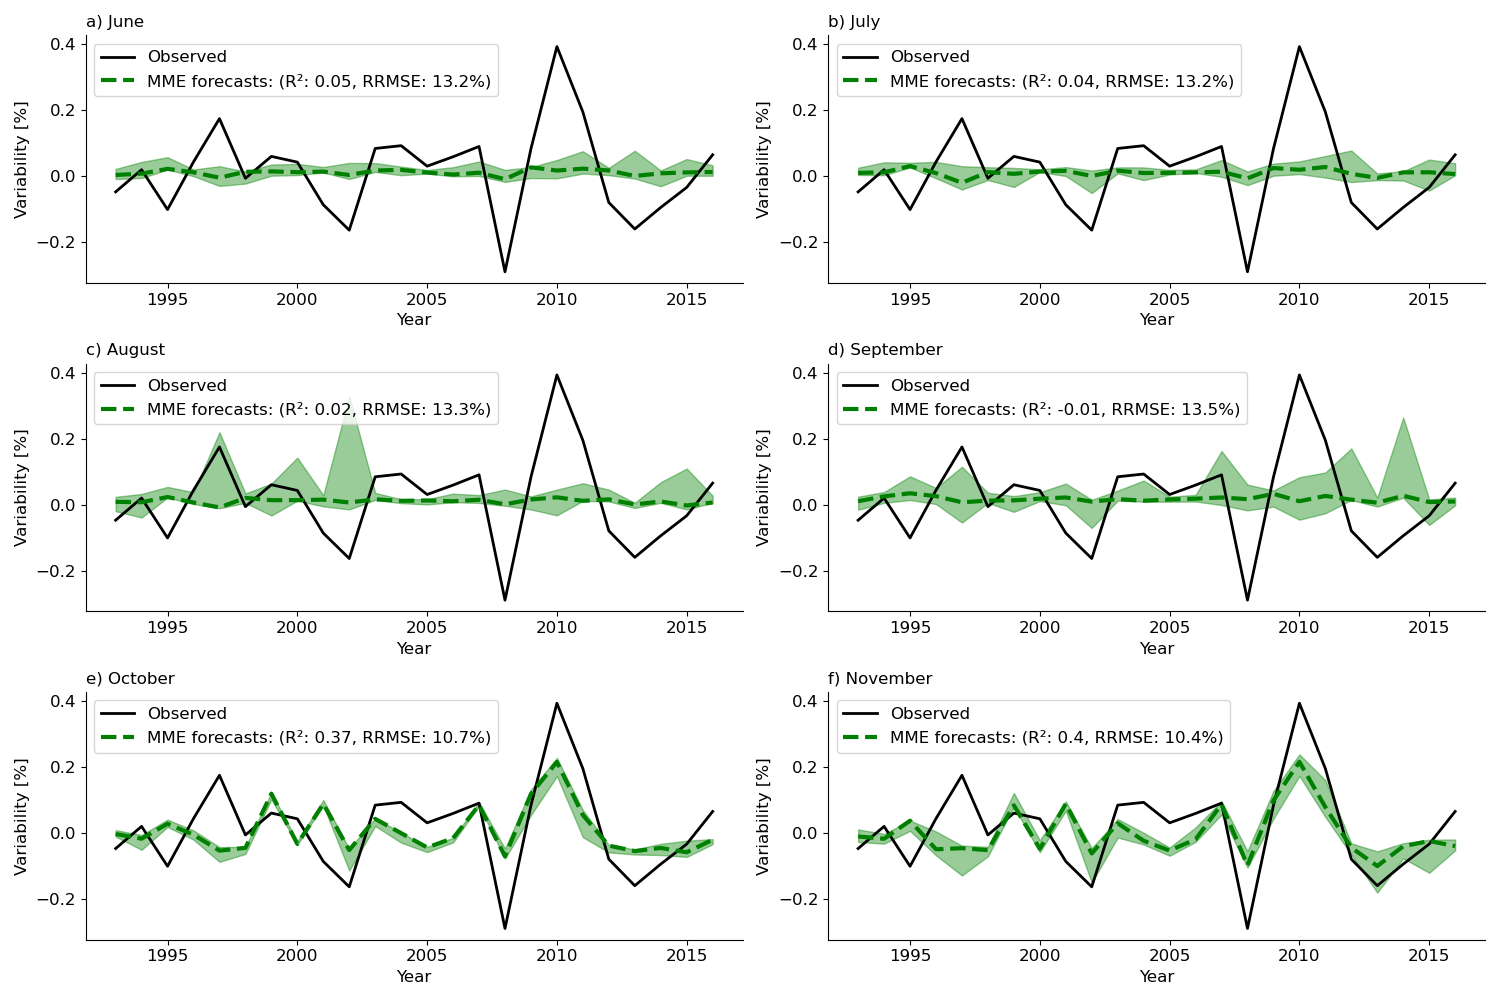 a) June
Observed
MME forecasts: (R²: 0.05, RRMSE: 13.2%)
Variability [%]
0.4
0.2
0.0
−0.2
1995
2000
2005
2010
2015
Year
b) July
Observed
MME forecasts: (R²: 0.04, RRMSE: 13.2%)
Variability [%]
0.4
0.2
0.0
−0.2
1995
2000
2005
2010
2015
Year
c) August
Observed
MME forecasts: (R²: 0.02, RRMSE: 13.3%)
Variability [%]
0.4
0.2
0.0
−0.2
1995
2000
2005
2010
2015
Year
d) September
Observed
MME forecasts: (R²: -0.01, RRMSE: 13.5%)
Variability [%]
0.4
0.2
0.0
−0.2
1995
2000
2005
2010
2015
Year
e) October
Observed
MME forecasts: (R²: 0.37, RRMSE: 10.7%)
Variability [%]
0.4
0.2
0.0
−0.2
1995
2000
2005
2010
2015
Year
f) November
Observed
MME forecasts: (R²: 0.4, RRMSE: 10.4%)
Variability [%]
0.4
0.2
0.0
−0.2
1995
2000
2005
2010
2015
Year